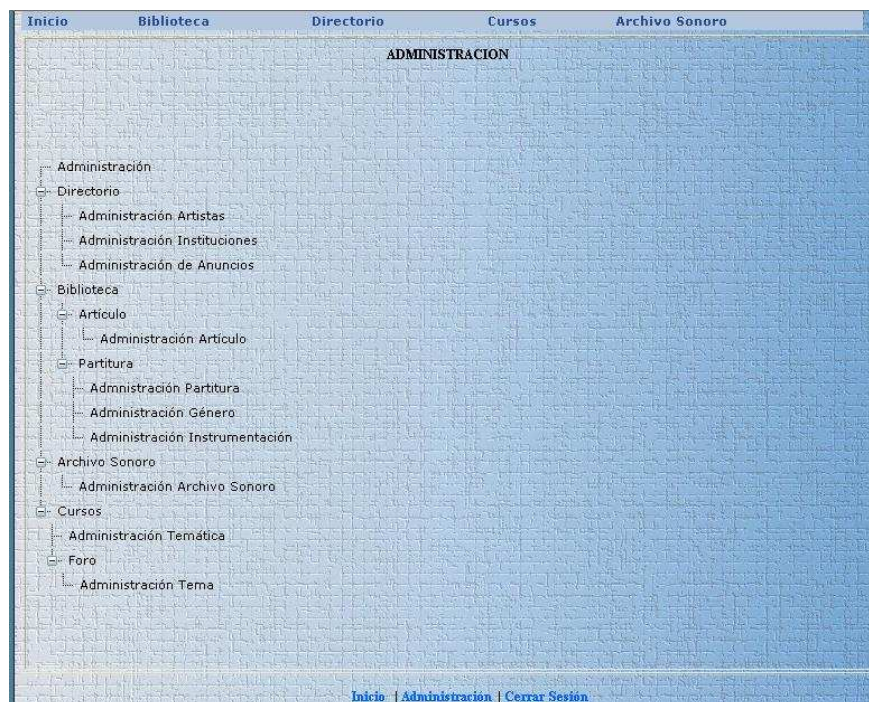 Inicio Biblioteca Directorio Cursos Archivo Sonoro
ADMINISTRACION
Administración
Directorio
Administración Artistas
Administración Instituciones
Administración de Anuncios
Biblioteca
Artículo
Administración Artículo
Partitura
Admnistración Partitura
Administración Género
Administración Instrumentación
Archivo Sonoro
Administración Archivo Sonoro
Cursos
Administración Temática
Foro
Administración Tema
Inicio | Administración | Cerrar Sesión